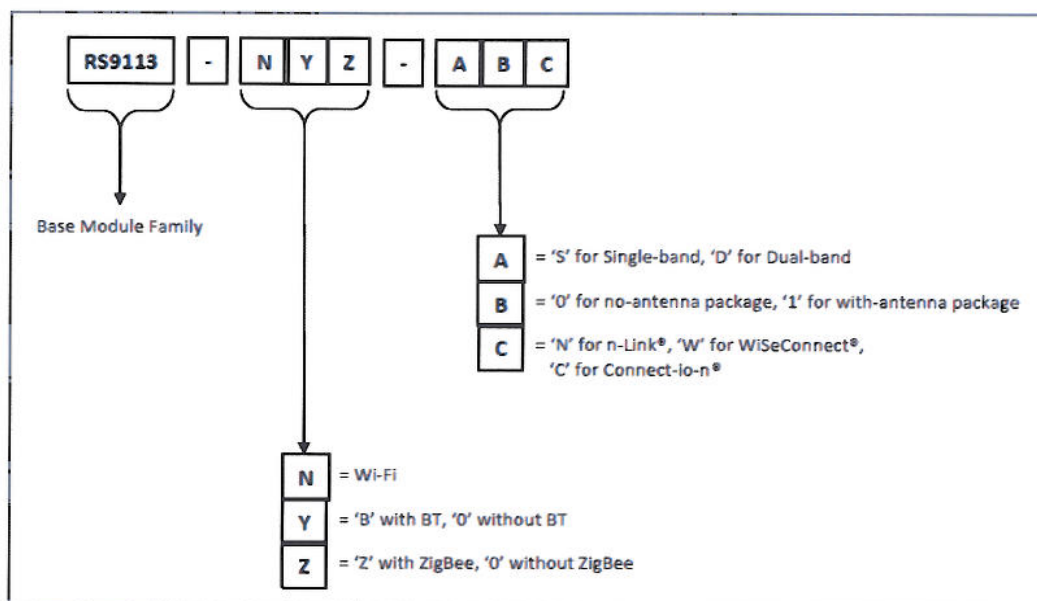 RS9113 - N Y Z - A B C
Base Module Family
A = ‘S’ for Single-band, ‘D’ for Dual-band
B = ‘0’ for no-antenna package, ‘1’ for with-antenna package
C = ‘N’ for n-Link®, ‘W’ for WiSeConnect®,
‘C’ for Connect-io-n®
N = Wi-Fi
Y = ‘B’ with BT, ‘0’ without BT
Z = ‘Z’ with ZigBee, ‘0’ without ZigBee